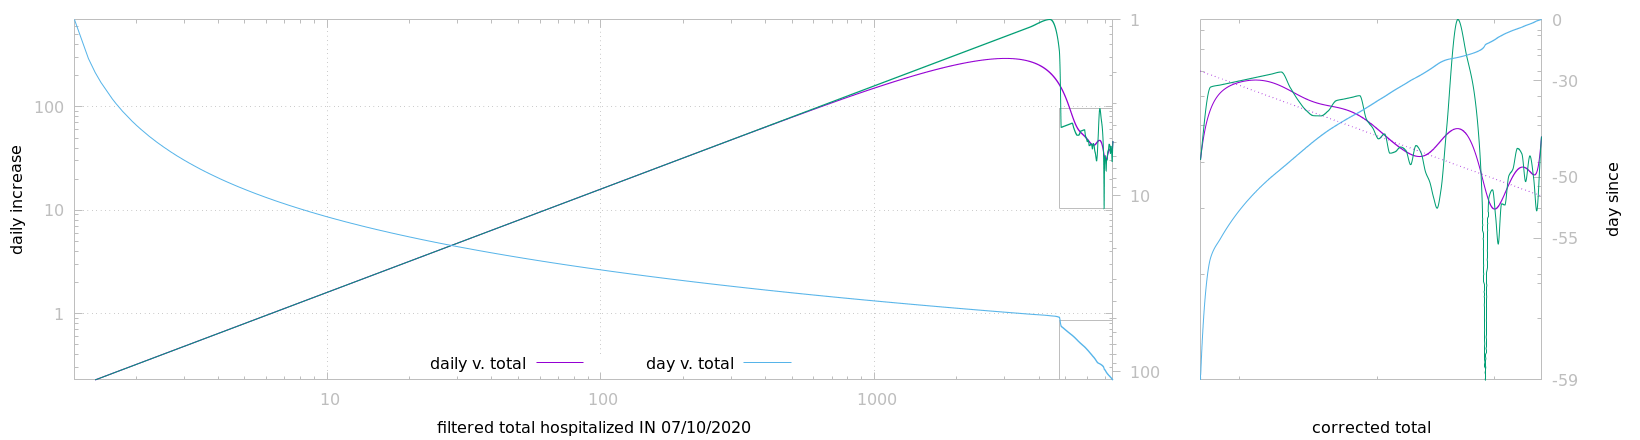 daily increase
100
10
1
10
100
1000
filtered total hospitalized IN 07/10/2020
daily v. total
day v. total
1
10
100
0
-30
-50
-55
-59
day since
corrected total